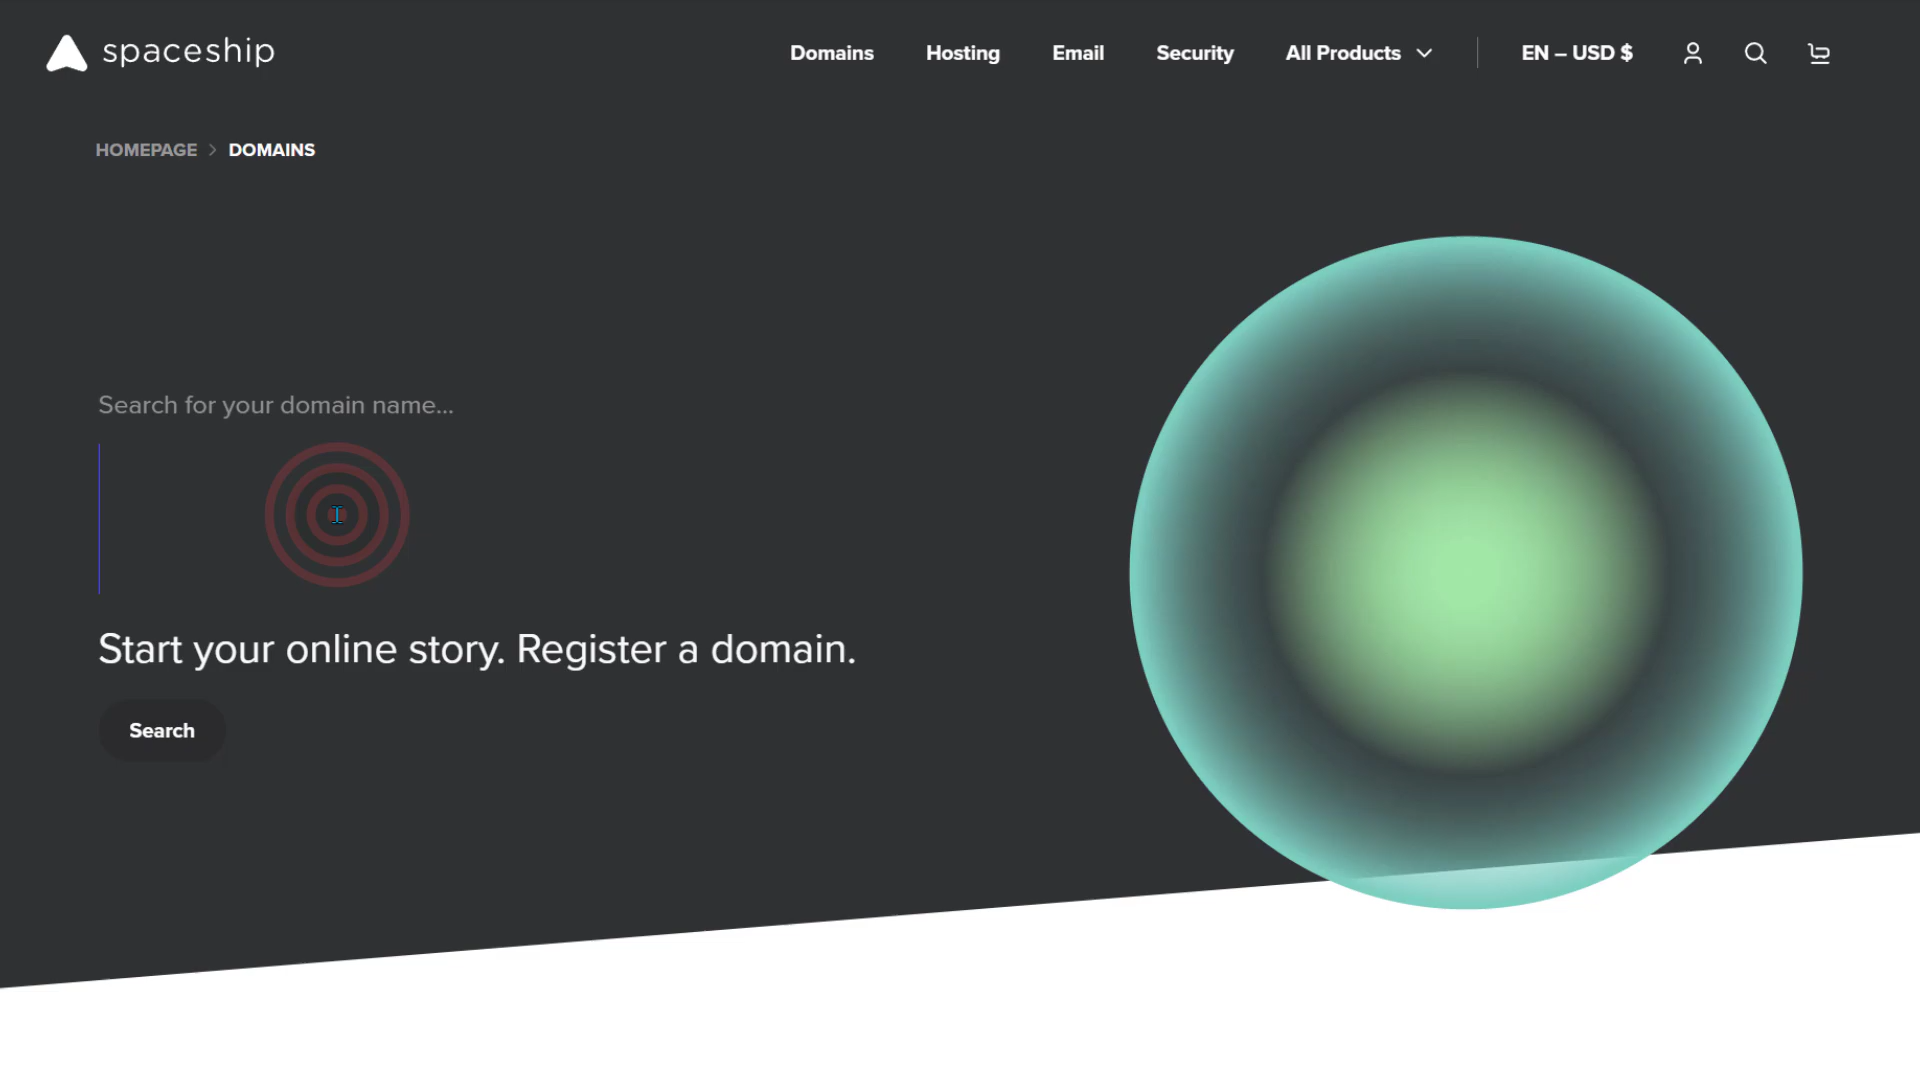 spaceship
Domains
Hosting
Email
Security
All Products
EN – USD $
HOMEPAGE
DOMAINS
Search for your domain name...
Start your online story. Register a domain.
Search